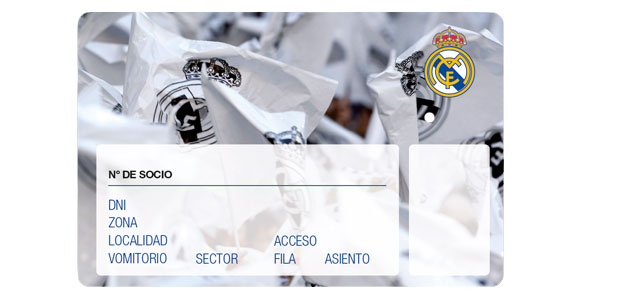 Nº DE SOCIO
DNI
ZONA
LOCALIDAD ACCESO
VOMITORIO SECTOR FILA ASIENTO